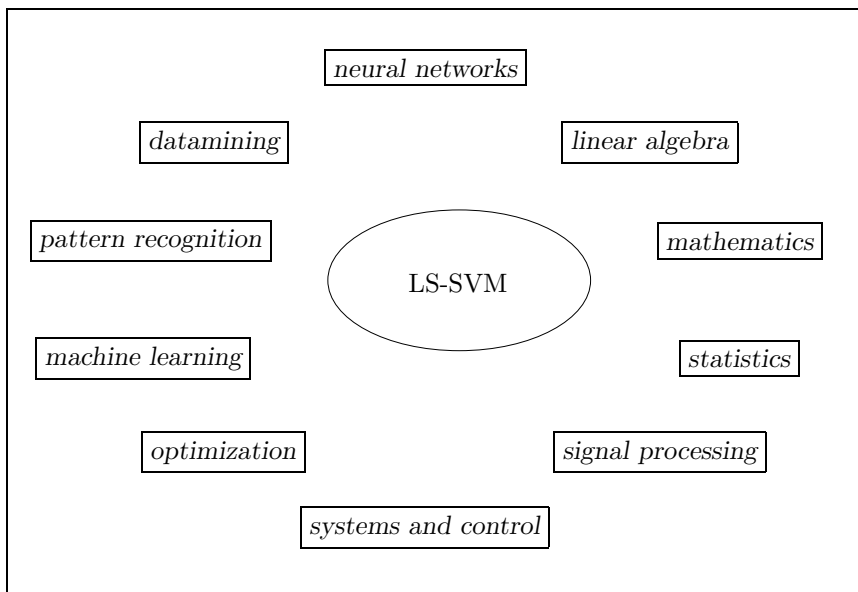 neural networks
datamining
linear algebra
pattern recognition
mathematics
LS-SVM
machine learning
statistics
optimization
signal processing
systems and control